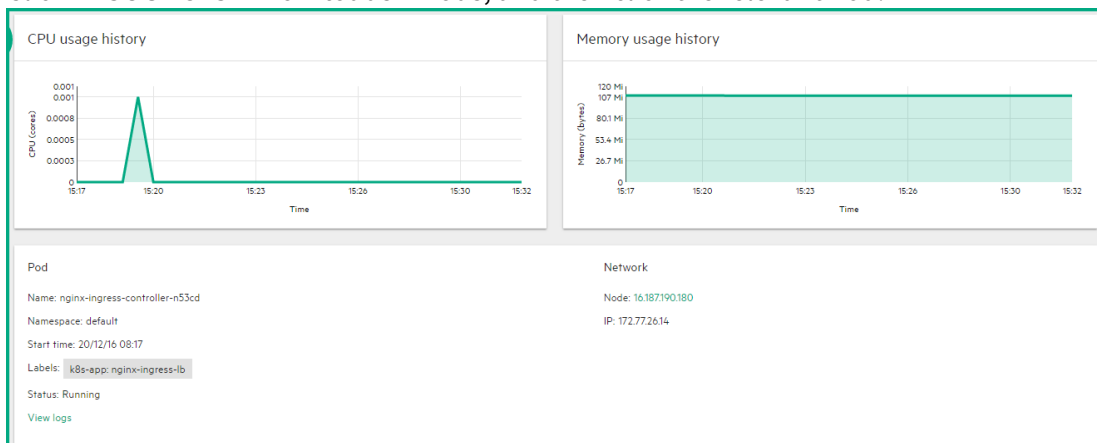 CPU usage history
Memory usage history
CPU (cores)
0.001
0.001
0.0008
0.0005
0.0003
0
15:17
15:20
15:23
15:26
15:30
15:32
Time
Memory (bytes)
120 Mi
107 Mi
80.1 Mi
53.4 Mi
26.7 Mi
0
15:17
15:20
15:23
15:26
15:30
15:32
Time
Pod
Name: nginx-ingress-controller-n53cd
Namespace: default
Start time: 20/12/16 08:17
Labels: k8s-app: nginx-ingress-lb
Status: Running
View logs
Network
Node: 16.187.190.180
IP: 172.77.26.14